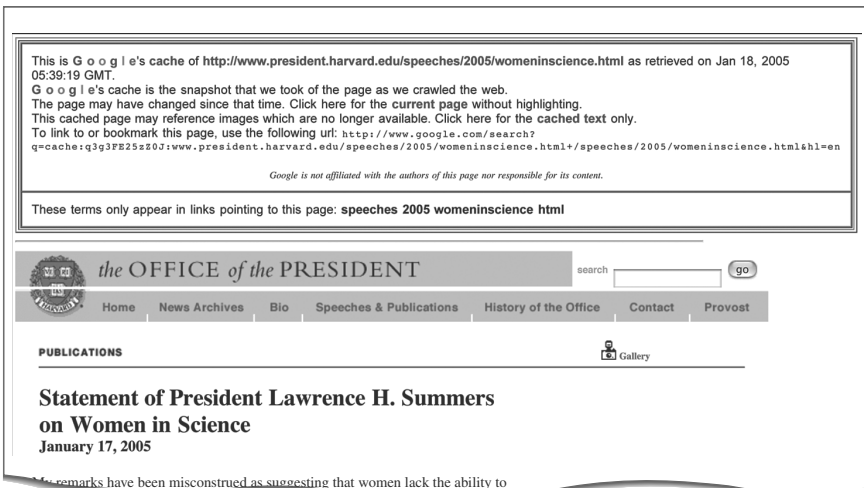 This is G o o g l e's cache of http://www.president.harvard.edu/speeches/2005/womeninscience.html as retrieved on Jan 18, 2005
05:39:19 GMT.
G o o g l e's cache is the snapshot that we took of the page as we crawled the web.
The page may have changed since that time. Click here for the current page without highlighting.
This cached page may reference images which are no longer available. Click here for the cached text only.
To link to or bookmark this page, use the following url: http://www.google.com/search?
q=cache:q3g3FE25zZ0J:www.president.harvard.edu/speeches/2005/womeninscience.html+/speeches/2005/womeninscience.html&hl=en
Google is not affiliated with the authors of this page nor responsible for its content.
These terms only appear in links pointing to this page: speeches 2005 womeninscience html
the OFFICE of the PRESIDENT
search
go
HARVARD
Home News Archives Bio Speeches & Publications History of the Office Contact Provost
PUBLICATIONS
Gallery
Statement of President Lawrence H. Summers
on Women in Science
January 17, 2005
My remarks have been misconstrued as suggesting that women lack the ability to